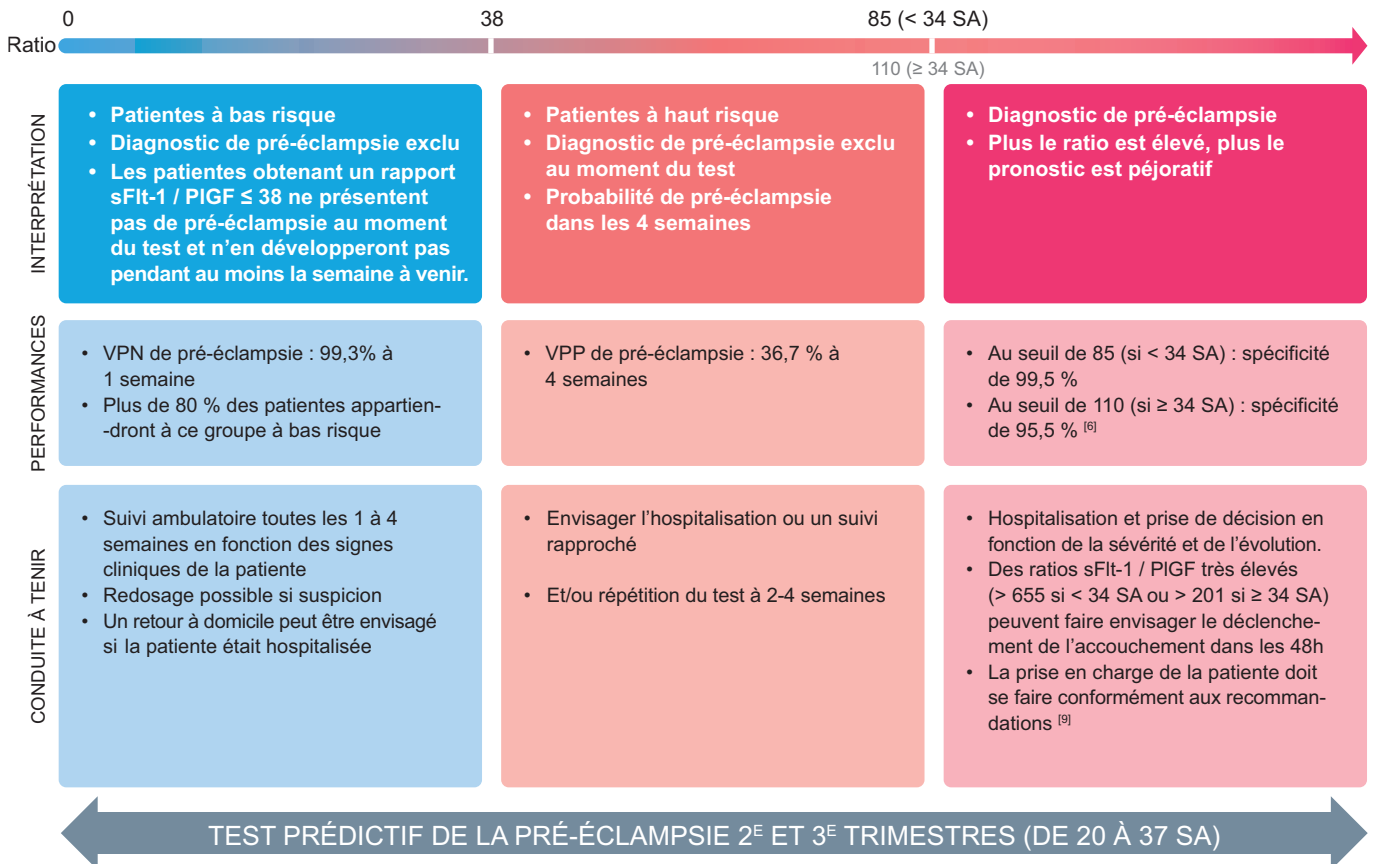 0
38
85 (< 34 SA)
Ratio
110 (≥ 34 SA)
INTERPRÉTATION
• Patientes à bas risque
• Diagnostic de pré-éclampsie exclu
• Les patientes obtenant un rapport
sFlt-1 / PlGF ≤ 38 ne présentent
pas de pré-éclampsie au moment
du test et n’en développeront pas
pendant au moins la semaine à venir.
• Patientes à haut risque
• Diagnostic de pré-éclampsie exclu
au moment du test
• Probabilité de pré-éclampsie
dans les 4 semaines
• Diagnostic de pré-éclampsie
• Plus le ratio est élevé, plus le
pronostic est péjoratif
PERFORMANCES
• VPN de pré-éclampsie : 99,3% à
1 semaine
• Plus de 80 % des patientes appartien-
-dront à ce groupe à bas risque
• VPP de pré-éclampsie : 36,7 % à
4 semaines
• Au seuil de 85 (si < 34 SA) : spécificité
de 99,5 %
• Au seuil de 110 (si ≥ 34 SA) : spécificité
de 95,5 % [6]
CONDUITE À TENIR
• Suivi ambulatoire toutes les 1 à 4
semaines en fonction des signes
cliniques de la patiente
• Redosage possible si suspicion
• Un retour à domicile peut être envisagé
si la patiente était hospitalisée
• Envisager l’hospitalisation ou un suivi
rapproché
• Et/ou répétition du test à 2-4 semaines
• Hospitalisation et prise de décision en
fonction de la sévérité et de l’évolution.
• Des ratios sFlt-1 / PlGF très élevés
(> 655 si < 34 SA ou > 201 si ≥ 34 SA)
peuvent faire envisager le déclenche-
ment de l’accouchement dans les 48h
• La prise en charge de la patiente doit
se faire conformément aux recomman-
dations [9]
TEST PRÉDICTIF DE LA PRÉ-ÉCLAMPSIE 2E ET 3E TRIMESTRES (DE 20 À 37 SA)